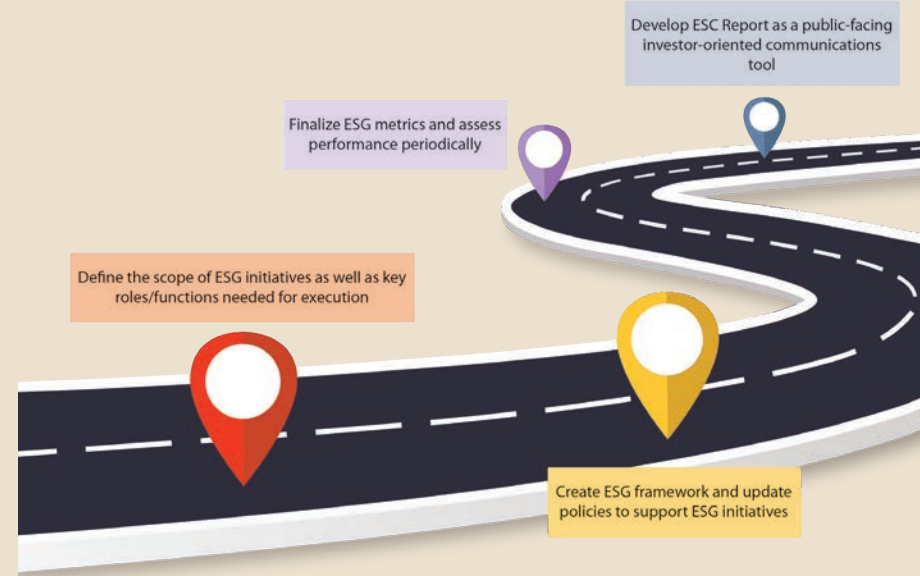 Develop ESC Report as a public-facing
investor-oriented communications
tool
Finalize ESG metrics and assess
performance periodically
Define the scope of ESG initiatives as well as key
roles/functions needed for execution
Create ESG framework and update
policies to support ESG initiatives